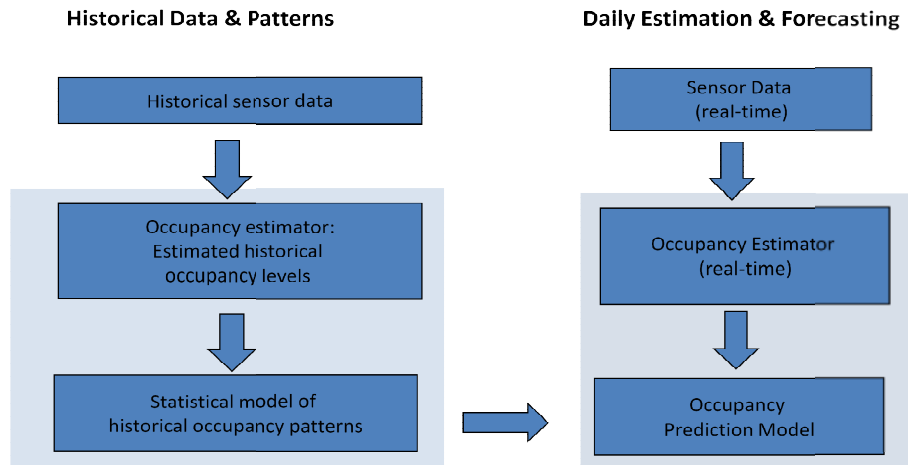 Historical Data & Patterns
Historical sensor data
Occupancy estimator:
Estimated historical
occupancy levels
Statistical model of
historical occupancy patterns
Daily Estimation & Forecasting
Sensor Data
(real-time)
Occupancy Estimator
(real-time)
Occupancy
Prediction Model